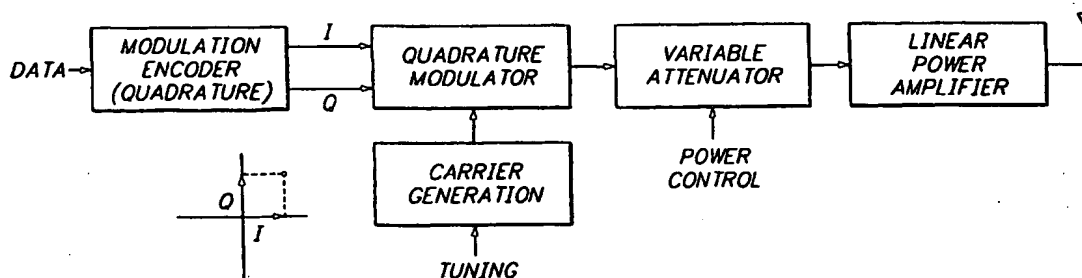 DATA
MODULATION
ENCODER
(QUADRATURE)
I
Q
QUADRATURE
MODULATOR
VARIABLE
ATTENUATOR
LINEAR
POWER
AMPLIFIER
CARRIER
GENERATION
POWER
CONTROL
Q
I
TUNING